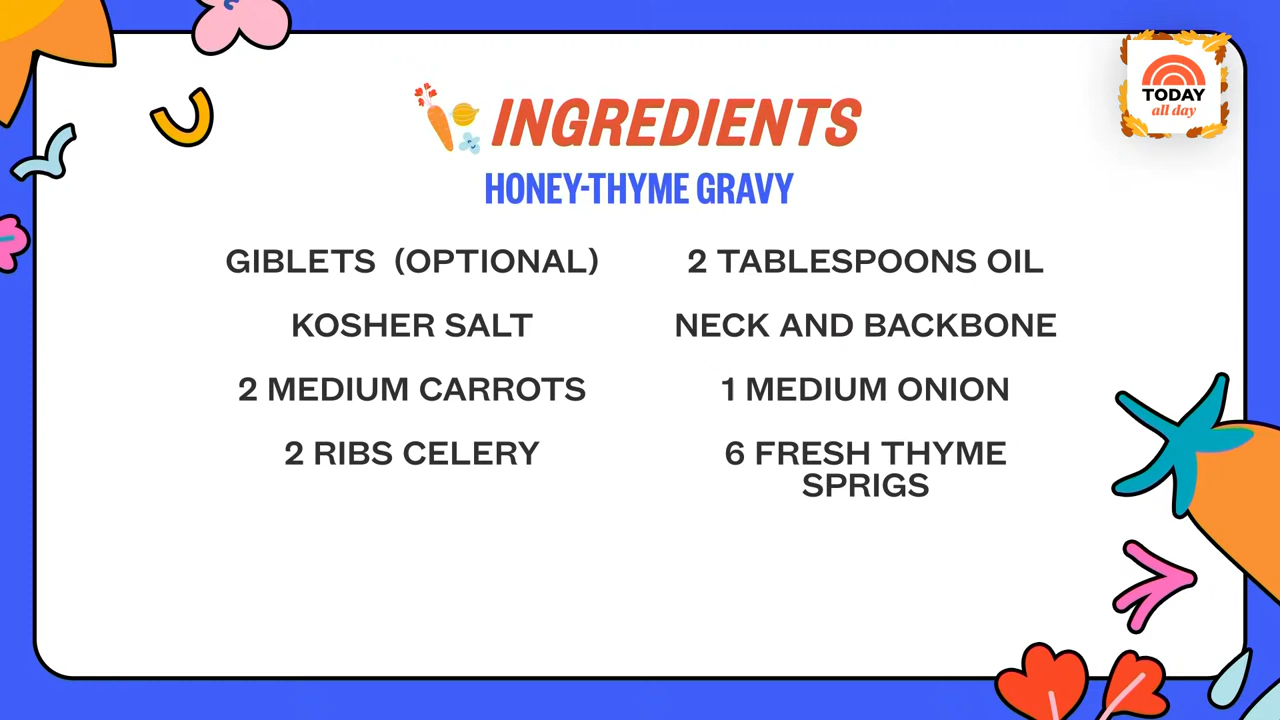 TODAY
all day
INGREDIENTS
HONEY-THYME GRAVY
GIBLETS (OPTIONAL)
KOSHER SALT
2 MEDIUM CARROTS
2 RIBS CELERY
2 TABLESPOONS OIL
NECK AND BACKBONE
1 MEDIUM ONION
6 FRESH THYME
SPRIGS